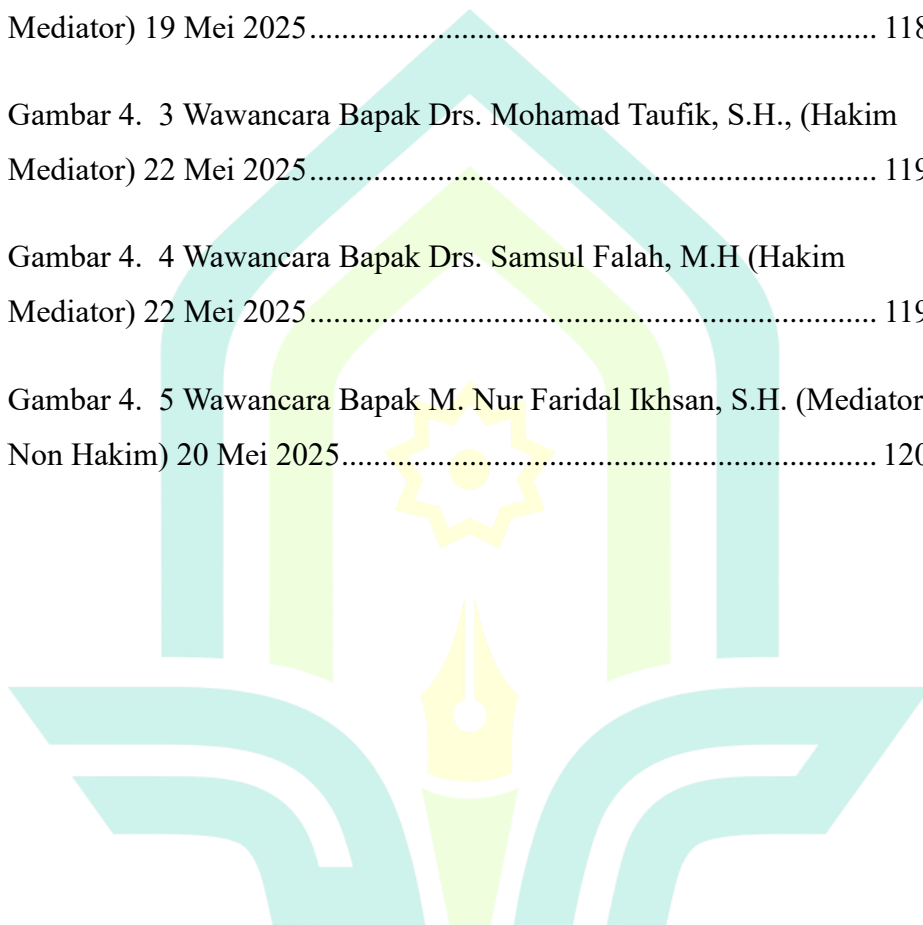 Mediator) 19 Mei 2025........................................................................ 118
Gambar 4.  3 Wawancara Bapak Drs. Mohamad Taufik, S.H., (Hakim
Mediator) 22 Mei 2025........................................................................ 119
Gambar 4.  4 Wawancara Bapak Drs. Samsul Falah, M.H (Hakim
Mediator) 22 Mei 2025........................................................................ 119
Gambar 4.  5 Wawancara Bapak M. Nur Faridal Ikhsan, S.H. (Mediator
Non Hakim) 20 Mei 2025.................................................................... 120